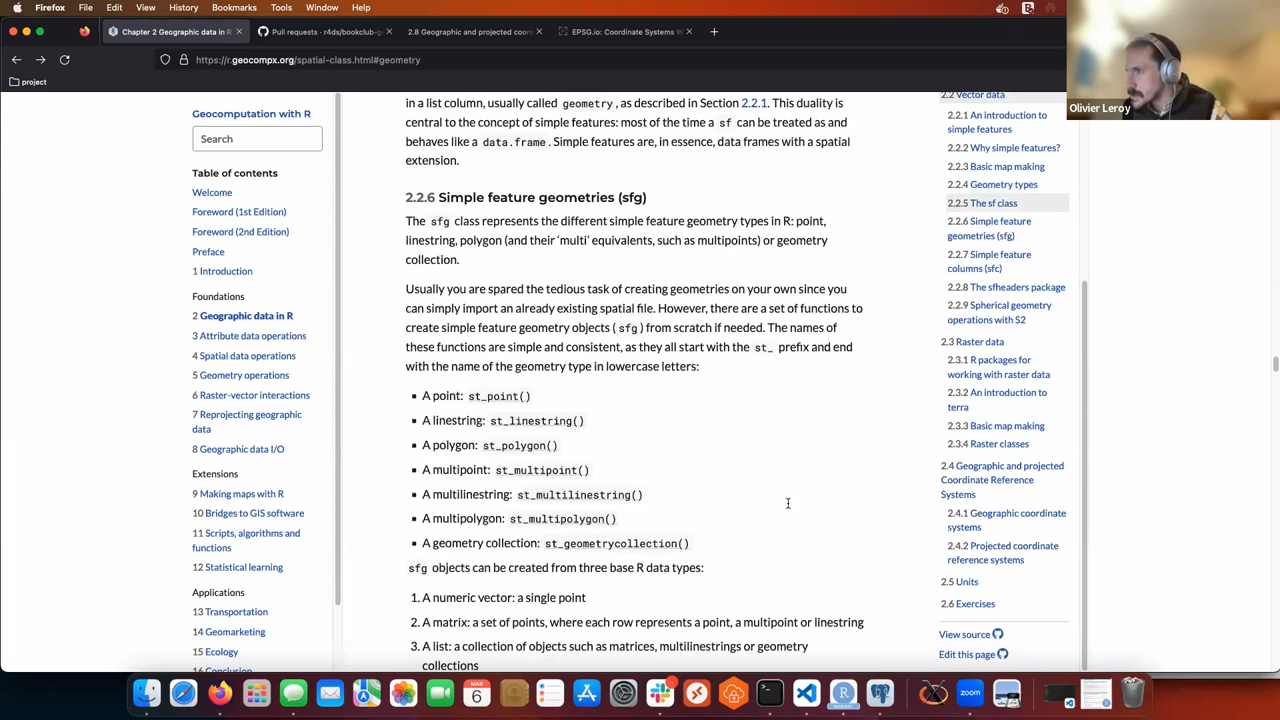 Firefox File Edit View History Bookmarks Tools Window Help
Chapter 2 Geographic data in R
Pull requests · r4ds/bookclub-g
2.8 Geographic and projected coor
EPSG.io: Coordinate Systems W
https://r.geocompx.org/spatial-class.html#geometry
project
Olivier Leroy
Geocomputation with R
Search
Table of contents
Welcome
Foreword (1st Edition)
Foreword (2nd Edition)
Preface
1 Introduction
Foundations
2 Geographic data in R
3 Attribute data operations
4 Spatial data operations
5 Geometry operations
6 Raster-vector interactions
7 Reprojecting geographic
data
8 Geographic data I/O
Extensions
9 Making maps with R
10 Bridges to GIS software
11 Scripts, algorithms and
functions
12 Statistical learning
Applications
13 Transportation
14 Geomarketing
15 Ecology
16 Conclusion
in a list column, usually called geometry, as described in Section 2.2.1. This duality is
central to the concept of simple features: most of the time a sf can be treated as and
behaves like a data.frame. Simple features are, in essence, data frames with a spatial
extension.
2.2.6 Simple feature geometries (sfg)
The sfg class represents the different simple feature geometry types in R: point,
linestring, polygon (and their ‘multi’ equivalents, such as multipoints) or geometry
collection.
Usually you are spared the tedious task of creating geometries on your own since you
can simply import an already existing spatial file. However, there are a set of functions to
create simple feature geometry objects (sfg) from scratch if needed. The names of
these functions are simple and consistent, as they all start with the st_ prefix and end
with the name of the geometry type in lowercase letters:
▪ A point: st_point()
▪ A linestring: st_linestring()
▪ A polygon: st_polygon()
▪ A multipoint: st_multipoint()
▪ A multilinestring: st_multilinestring()
▪ A multipolygon: st_multipolygon()
▪ A geometry collection: st_geometrycollection()
sfg objects can be created from three base R data types:
1. A numeric vector: a single point
2. A matrix: a set of points, where each row represents a point, a multipoint or linestring
3. A list: a collection of objects such as matrices, multilinestrings or geometry
collections
2.2 Vector data
2.2.1 An introduction to
simple features
2.2.2 Why simple features?
2.2.3 Basic map making
2.2.4 Geometry types
2.2.5 The sf class
2.2.6 Simple feature
geometries (sfg)
2.2.7 Simple feature
columns (sfc)
2.2.8 The sfheaders package
2.2.9 Spherical geometry
operations with S2
2.3 Raster data
2.3.1 R packages for
working with raster data
2.3.2 An introduction to
terra
2.3.3 Basic map making
2.3.4 Raster classes
2.4 Geographic and projected
Coordinate Reference
Systems
2.4.1 Geographic coordinate
systems
2.4.2 Projected coordinate
reference systems
2.5 Units
2.6 Exercises
View source
Edit this page
MAR
6
zoom